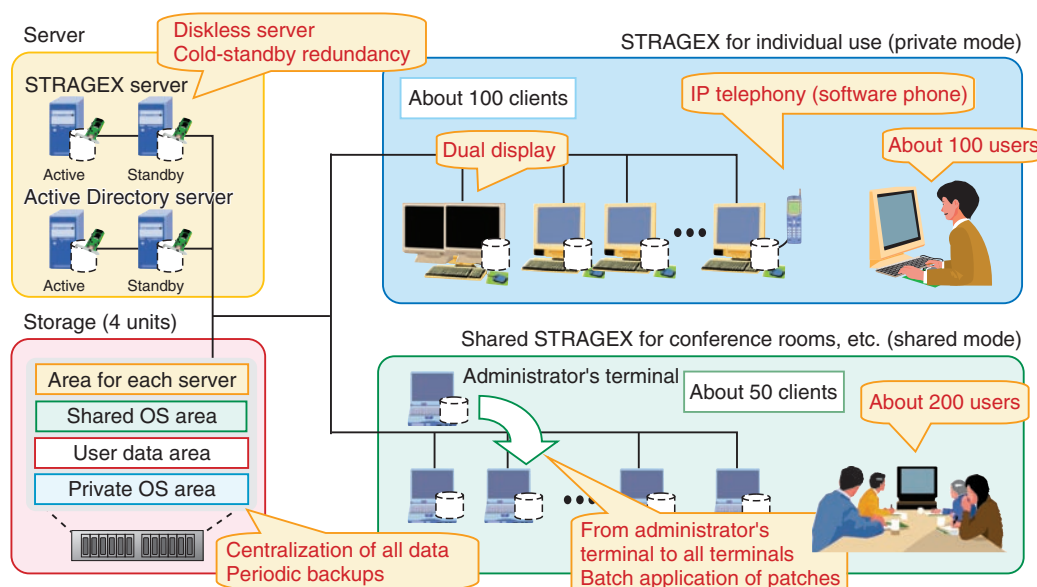 Server
Diskless server
Cold-standby redundancy
STRAGEX server
Active
Standby
Active Directory server
Active
Standby
Storage (4 units)
Area for each server
Shared OS area
User data area
Private OS area
Centralization of all data
Periodic backups
STRAGEX for individual use (private mode)
About 100 clients
IP telephony (software phone)
Dual display
About 100 users
Shared STRAGEX for conference rooms, etc. (shared mode)
Administrator's terminal
About 50 clients
About 200 users
From administrator's
terminal to all terminals
Batch application of patches